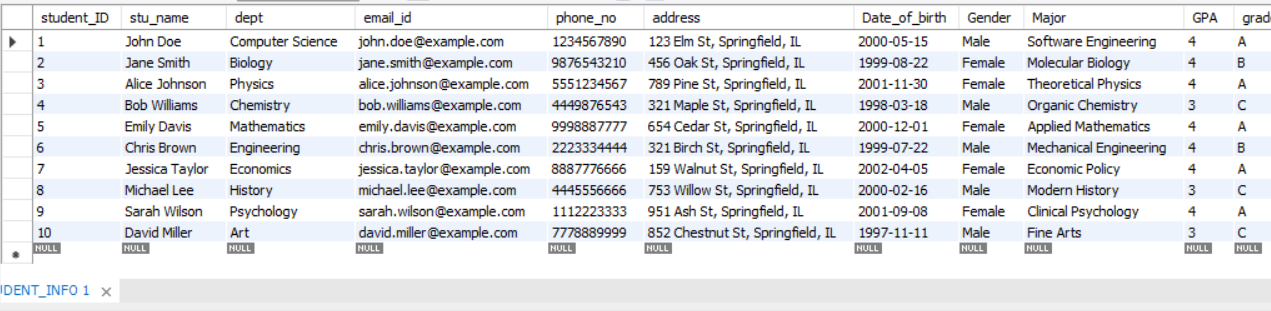 student_ID stu_name dept email_id phone_no address Date_of_birth Gender Major GPA grad
1 John Doe Computer Science john.doe@example.com 1234567890 123 Elm St, Springfield, IL 2000-05-15 Male Software Engineering 4 A
2 Jane Smith Biology jane.smith@example.com 9876543210 456 Oak St, Springfield, IL 1999-08-22 Female Molecular Biology 4 B
3 Alice Johnson Physics alice.johnson@example.com 5551234567 789 Pine St, Springfield, IL 2001-11-30 Female Theoretical Physics 4 A
4 Bob Williams Chemistry bob.williams@example.com 4449876543 321 Maple St, Springfield, IL 1998-03-18 Male Organic Chemistry 3 C
5 Emily Davis Mathematics emily.davis@example.com 9998887777 654 Cedar St, Springfield, IL 2000-12-01 Female Applied Mathematics 4 A
6 Chris Brown Engineering chris.brown@example.com 2223334444 321 Birch St, Springfield, IL 1999-07-22 Male Mechanical Engineering 4 B
7 Jessica Taylor Economics jessica.taylor@example.com 8887776666 159 Walnut St, Springfield, IL 2002-04-05 Female Economic Policy 4 A
8 Michael Lee History michael.lee@example.com 4445556666 753 Willow St, Springfield, IL 2000-02-16 Male Modern History 3 C
9 Sarah Wilson Psychology sarah.wilson@example.com 1112223333 951 Ash St, Springfield, IL 2001-09-08 Female Clinical Psychology 4 A
10 David Miller Art david.miller@example.com 7778889999 852 Chestnut St, Springfield, IL 1997-11-11 Male Fine Arts 3 C
NULL NULL NULL NULL NULL NULL NULL NULL NULL NULL NULL
UDENT_INFO 1